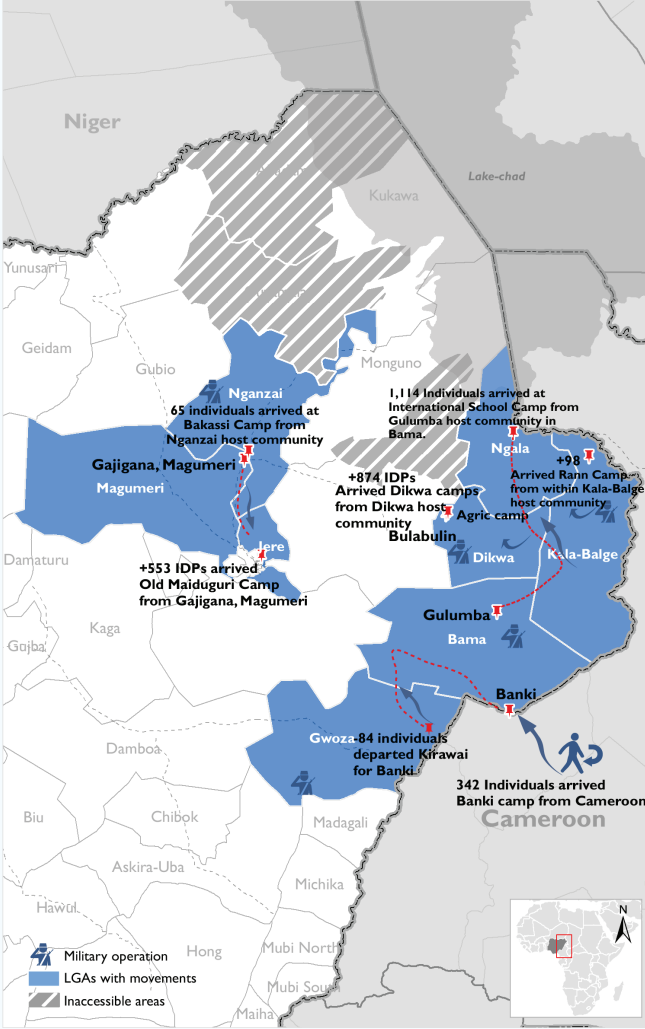 Niger
Lake-chad
Kukawa
Yunusari
Geidam
Gubio
Monguno
Nganzai
65 individuals arrived at
Bakassi Camp from
Nganzai host community
1,114 Individuals arrived at
International School Camp from
Gulumba host community in
Bama.
Ngala
Gajigana, Magumeri
Magumeri
+98
Arrived Rann Camp
from within Kala-Balge
host community
+874 IDPs
Arrived Dikwa camps
from Dikwa host
community
Agric camp
Bulabulin
Jere
Dikwa
Kala-Balge
Damaturu
+553 IDPs arrived
Old Maiduguri Camp
from Gajigana, Magumeri
Kaga
Gulumba
Bama
Gujba
Banki
Damboa
Gwoza
-84 individuals
departed Kirawai
for Banki
342 Individuals arrived
Banki camp from Cameroon
Cameroon
Biu
Chibok
Madagali
Askira-Uba
Michika
Hawul
Hong
Mubi North
Mubi South
Maiha
N
Military operation
LGAs with movements
Inaccessible areas